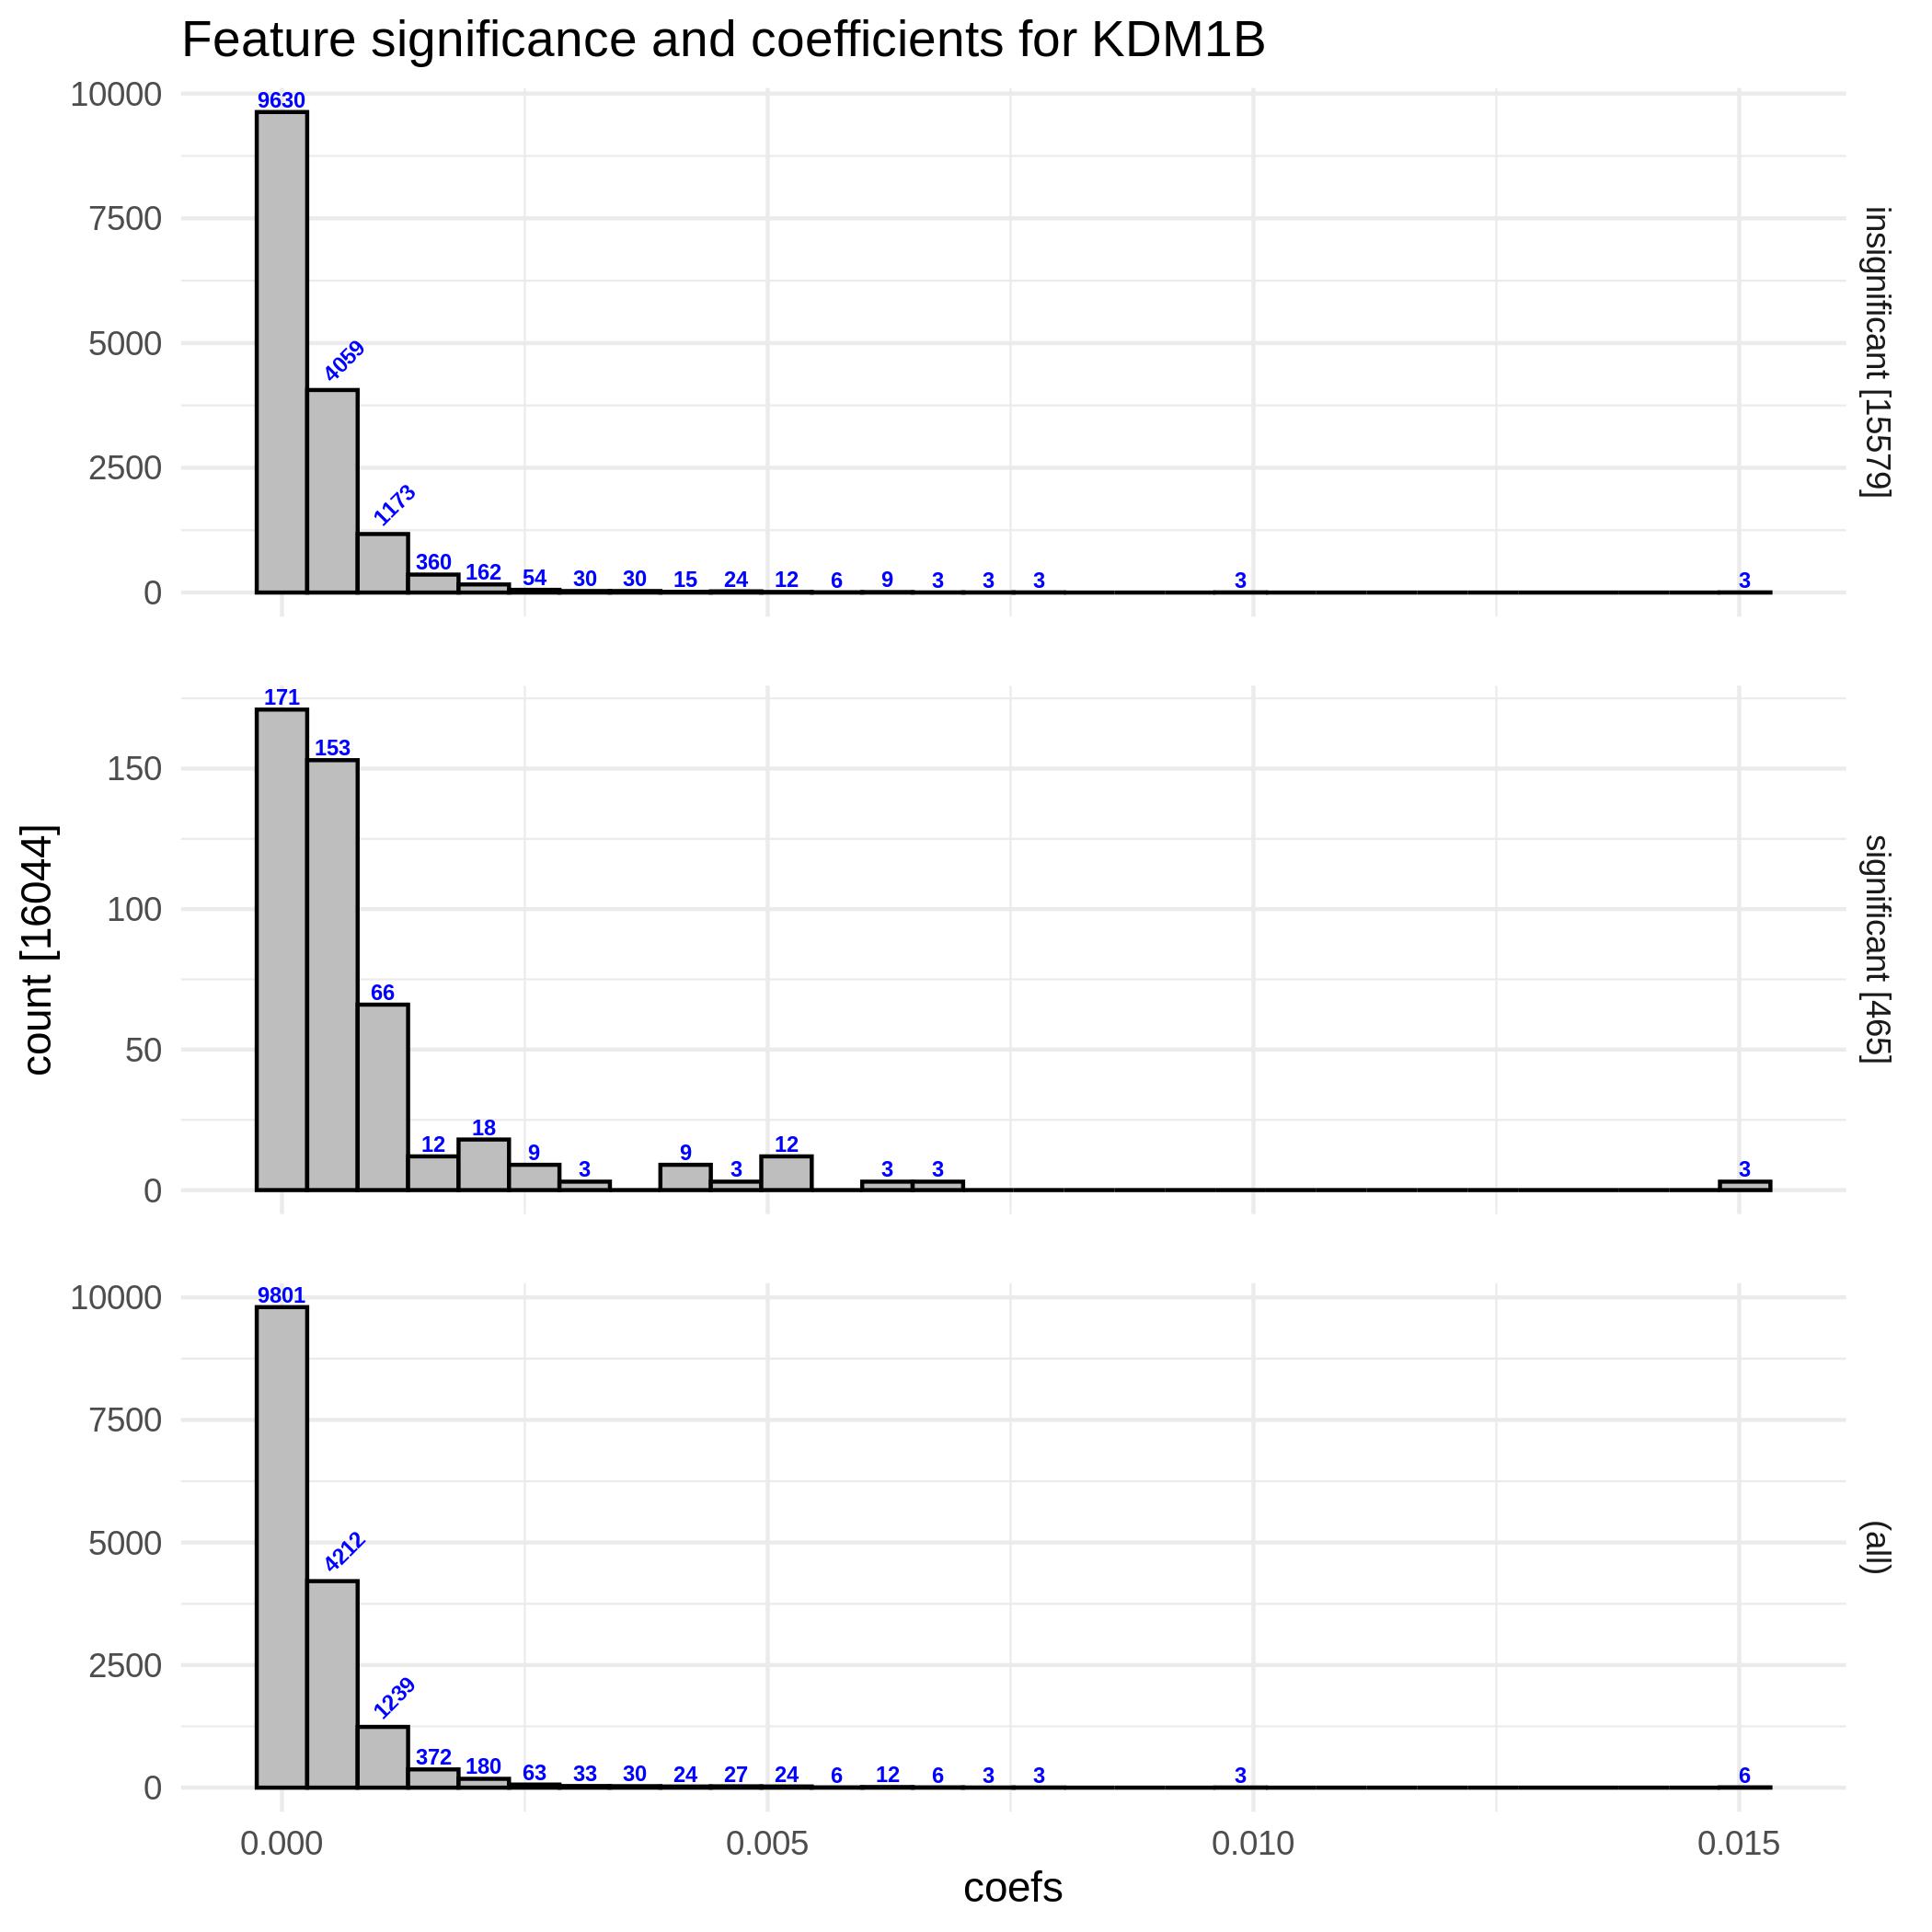 Feature significance and coefficients for KDM1B
10000
7500
5000
2500
0
9630
4059
1173
360 162 54 30 30 15 24 12 6 9 3 3 3 3 3
insignificant [15579]
count [16044]
150
100
50
0
171
153
66
12 18 9 3 9 3 12 3 3 3
significant [465]
10000
7500
5000
2500
0
9801
4212
1239
372 180 63 33 30 24 27 24 6 12 6 3 3 3 6
(all)
0.000 0.005 0.010 0.015
coefs